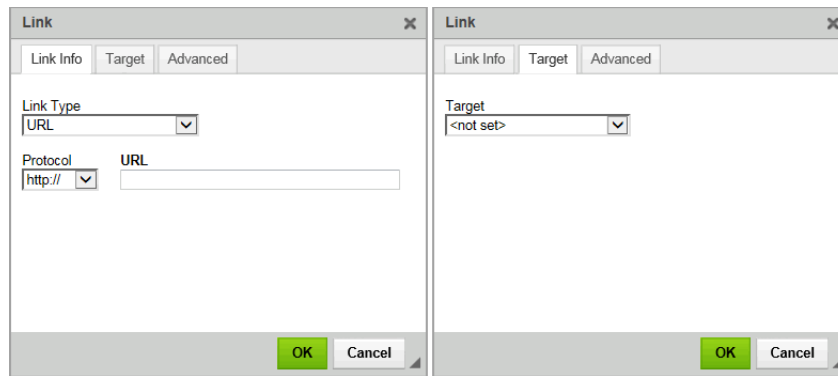 Link
Link Info Target Advanced
Link Type
URL
Protocol URL
http://
OK Cancel
Link
Link Info Target Advanced
Target
<not set>
OK Cancel